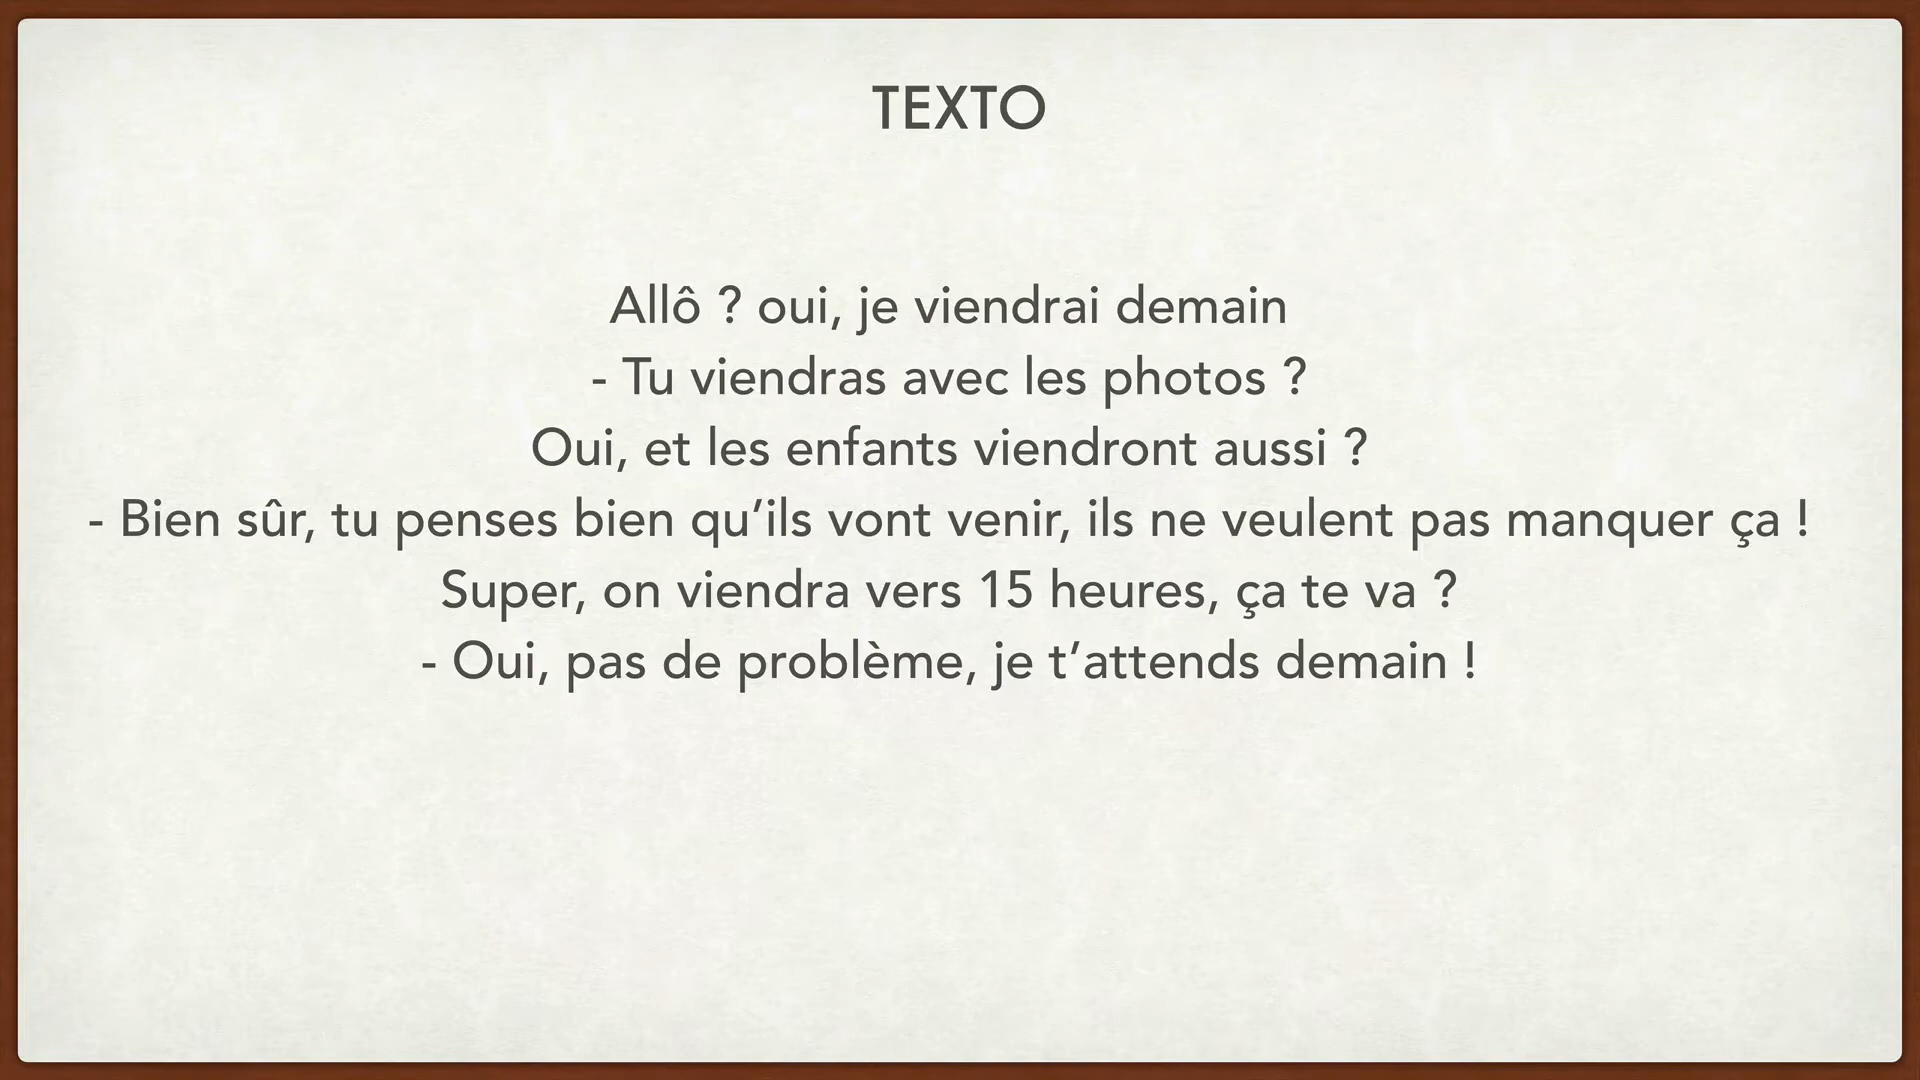 TEXTO
Allô ? oui, je viendrai demain
- Tu viendras avec les photos ?
Oui, et les enfants viendront aussi ?
- Bien sûr, tu penses bien qu’ils vont venir, ils ne veulent pas manquer ça !
Super, on viendra vers 15 heures, ça te va ?
- Oui, pas de problème, je t’attends demain !